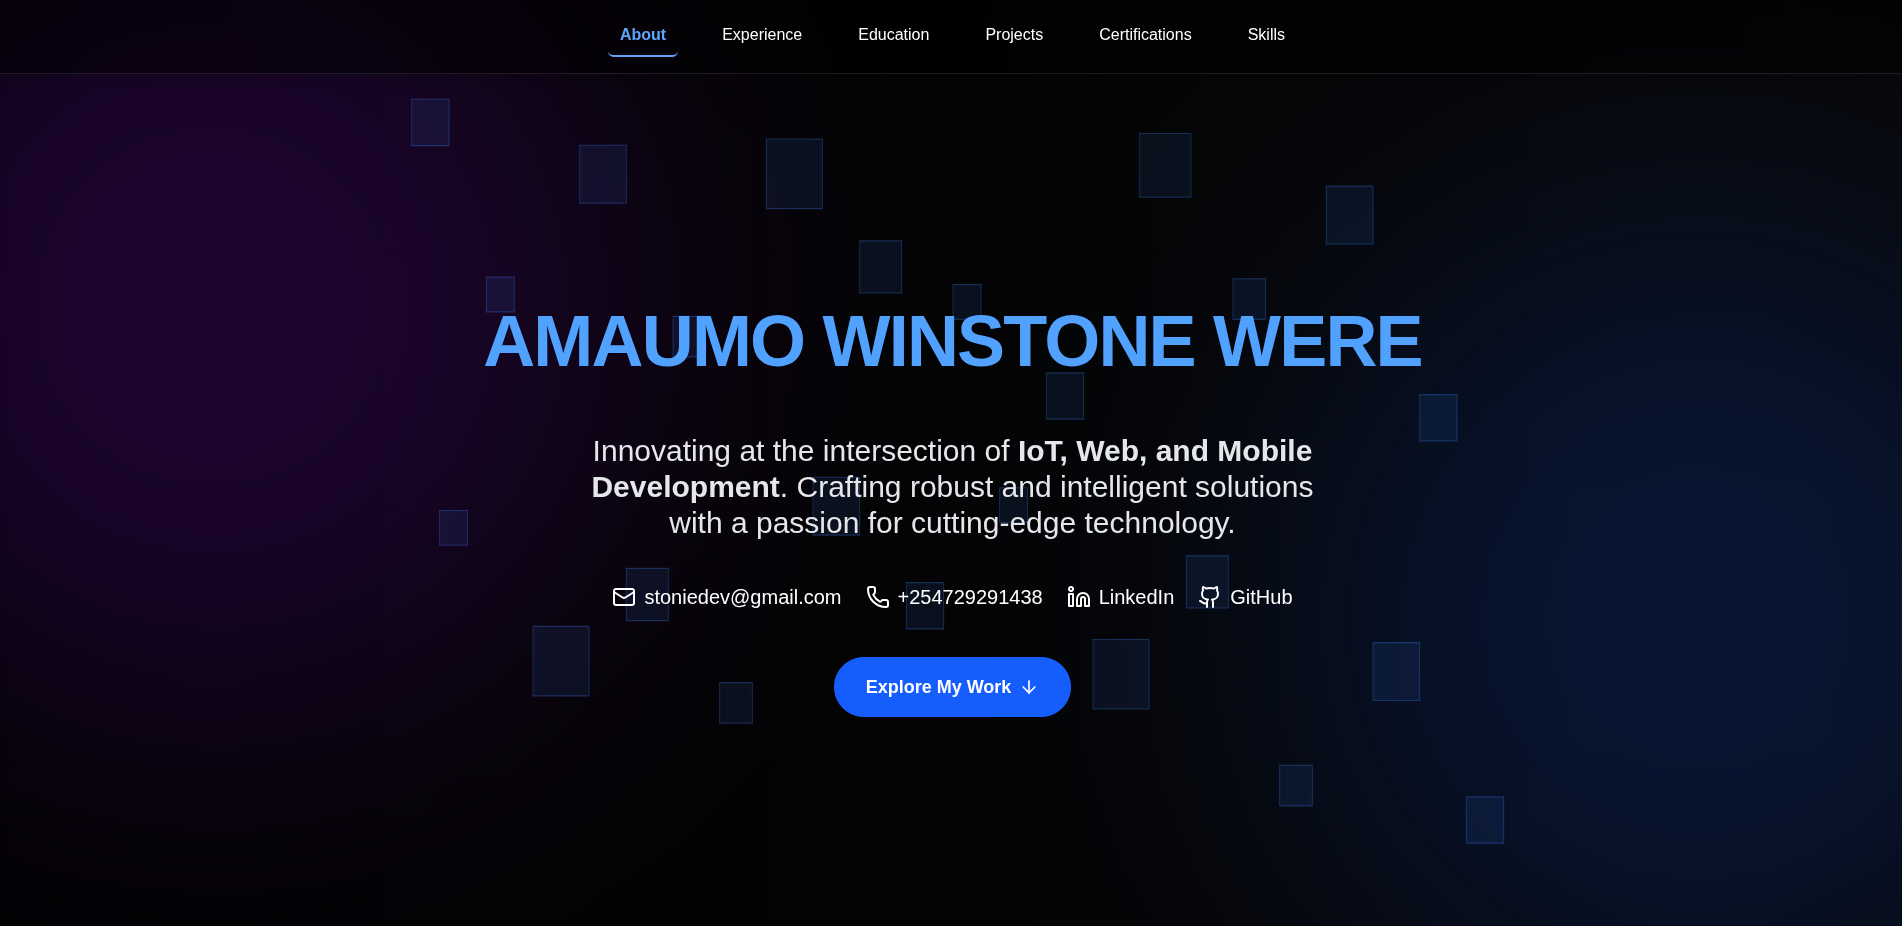 About Experience Education Projects Certifications Skills
AMAUMO WINSTONE WERE
Innovating at the intersection of IoT, Web, and Mobile
Development. Crafting robust and intelligent solutions
with a passion for cutting-edge technology.
stoniedev@gmail.com +254729291438 LinkedIn GitHub
Explore My Work